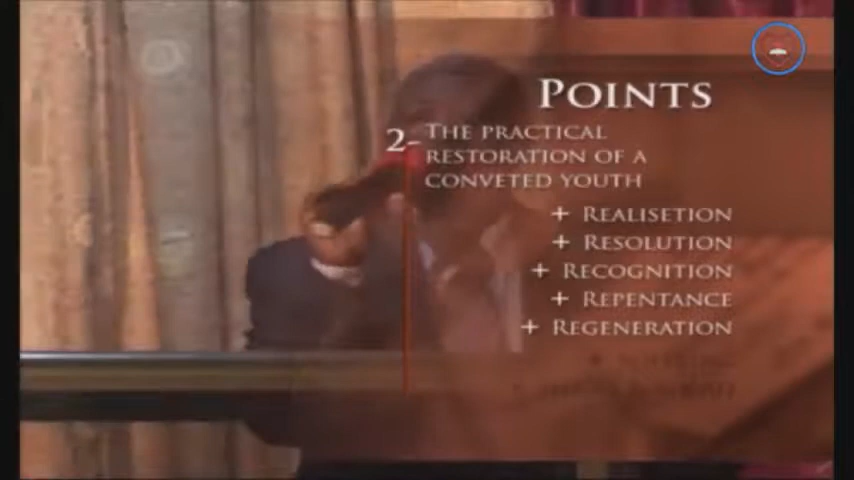 POINTS
2- THE PRACTICAL
RESTORATION OF A
CONVETED YOUTH
+ REALISETION
+ RESOLUTION
+ RECOGNITION
+ REPENTANCE
+ REGENERATION